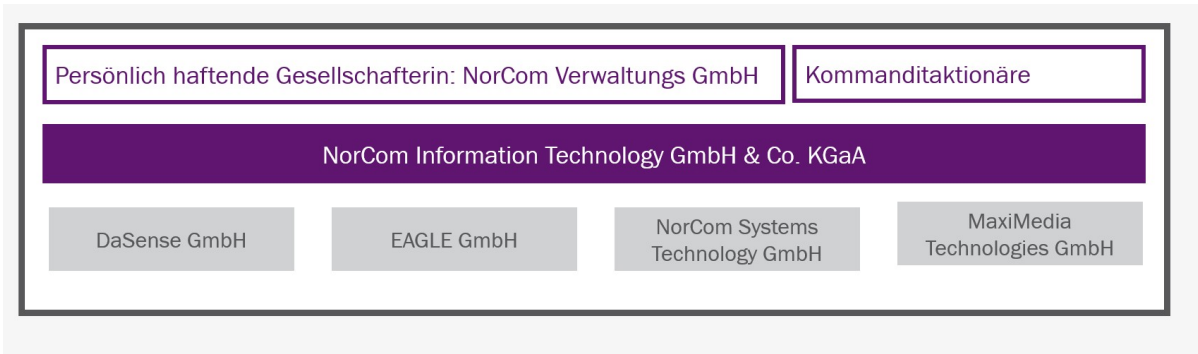 Persönlich haftende Gesellschafterin: NorCom Verwaltungs GmbH
Kommanditaktionäre
NorCom Information Technology GmbH & Co. KGaA
DaSense GmbH
EAGLE GmbH
NorCom Systems
Technology GmbH
MaxiMedia
Technologies GmbH